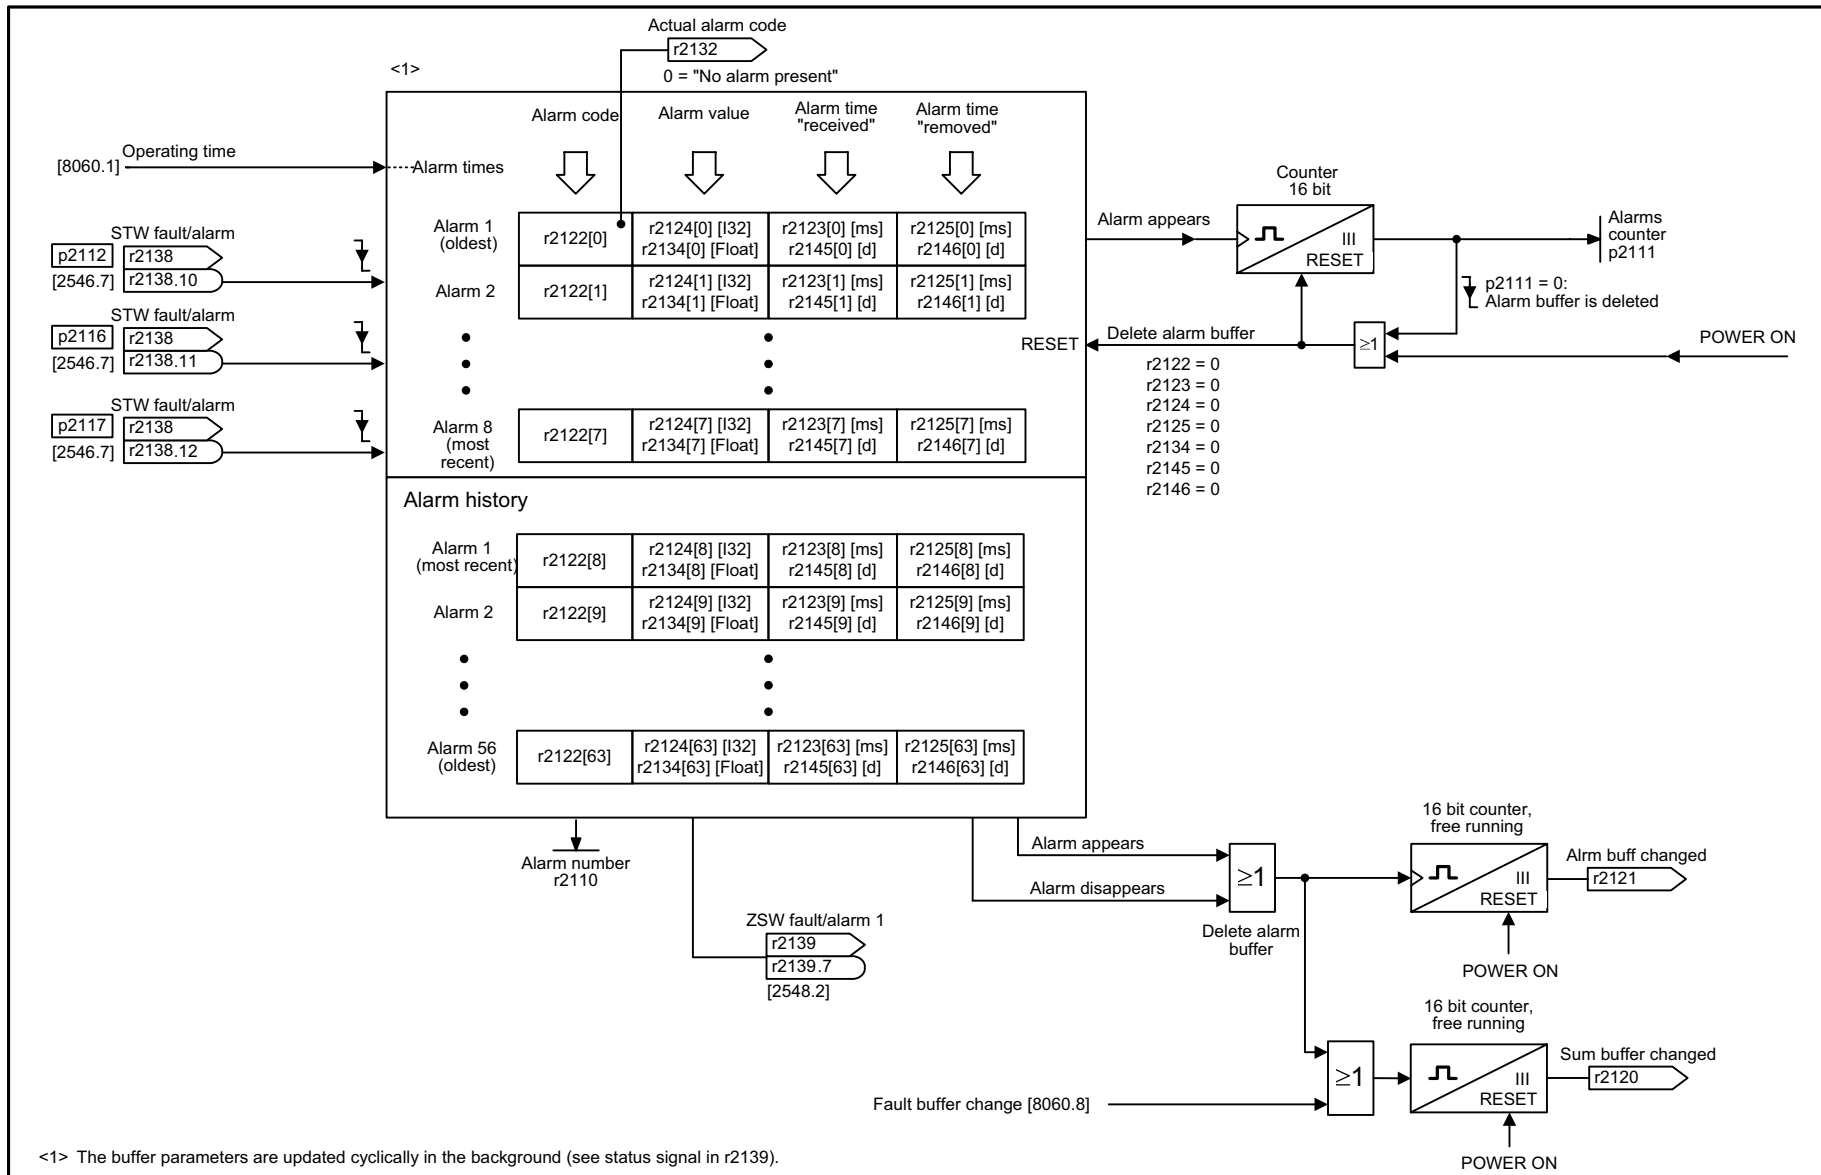 Actual alarm code
r2132
0 = "No alarm present"
<1>
Alarm code
Alarm value
Alarm time
"received"
Alarm time
"removed"
Operating time
[8060.1]
Alarm times
Alarm 1
(oldest)
r2122[0]
r2124[0] [I32]
r2134[0] [Float]
r2123[0] [ms]
r2145[0] [d]
r2125[0] [ms]
r2146[0] [d]
Alarm 2
r2122[1]
r2124[1] [I32]
r2134[1] [Float]
r2123[1] [ms]
r2145[1] [d]
r2125[1] [ms]
r2146[1] [d]
Alarm 8
(most
recent)
r2122[7]
r2124[7] [I32]
r2134[7] [Float]
r2123[7] [ms]
r2145[7] [d]
r2125[7] [ms]
r2146[7] [d]
STW fault/alarm
p2112
r2138
[2546.7]
r2138.10
STW fault/alarm
p2116
r2138
[2546.7]
r2138.11
STW fault/alarm
p2117
r2138
[2546.7]
r2138.12
Alarm appears
Counter
16 bit
III
RESET
Alarms
counter
p2111
p2111 = 0:
Alarm buffer is deleted
RESET
Delete alarm buffer
≥1
POWER ON
r2122 = 0
r2123 = 0
r2124 = 0
r2125 = 0
r2134 = 0
r2145 = 0
r2146 = 0
Alarm history
Alarm 1
(most recent)
r2122[8]
r2124[8] [I32]
r2134[8] [Float]
r2123[8] [ms]
r2145[8] [d]
r2125[8] [ms]
r2146[8] [d]
Alarm 2
r2122[9]
r2124[9] [I32]
r2134[9] [Float]
r2123[9] [ms]
r2145[9] [d]
r2125[9] [ms]
r2146[9] [d]
Alarm 56
(oldest)
r2122[63]
r2124[63] [I32]
r2134[63] [Float]
r2123[63] [ms]
r2145[63] [d]
r2125[63] [ms]
r2146[63] [d]
Alarm number
r2110
ZSW fault/alarm 1
r2139
r2139.7
[2548.2]
Alarm appears
Alarm disappears
≥1
Delete alarm
buffer
16 bit counter,
free running
III
RESET
Alrm buff changed
r2121
POWER ON
16 bit counter,
free running
Fault buffer change [8060.8]
≥1
III
RESET
Sum buffer changed
r2120
POWER ON
<1> The buffer parameters are updated cyclically in the background (see status signal in r2139).